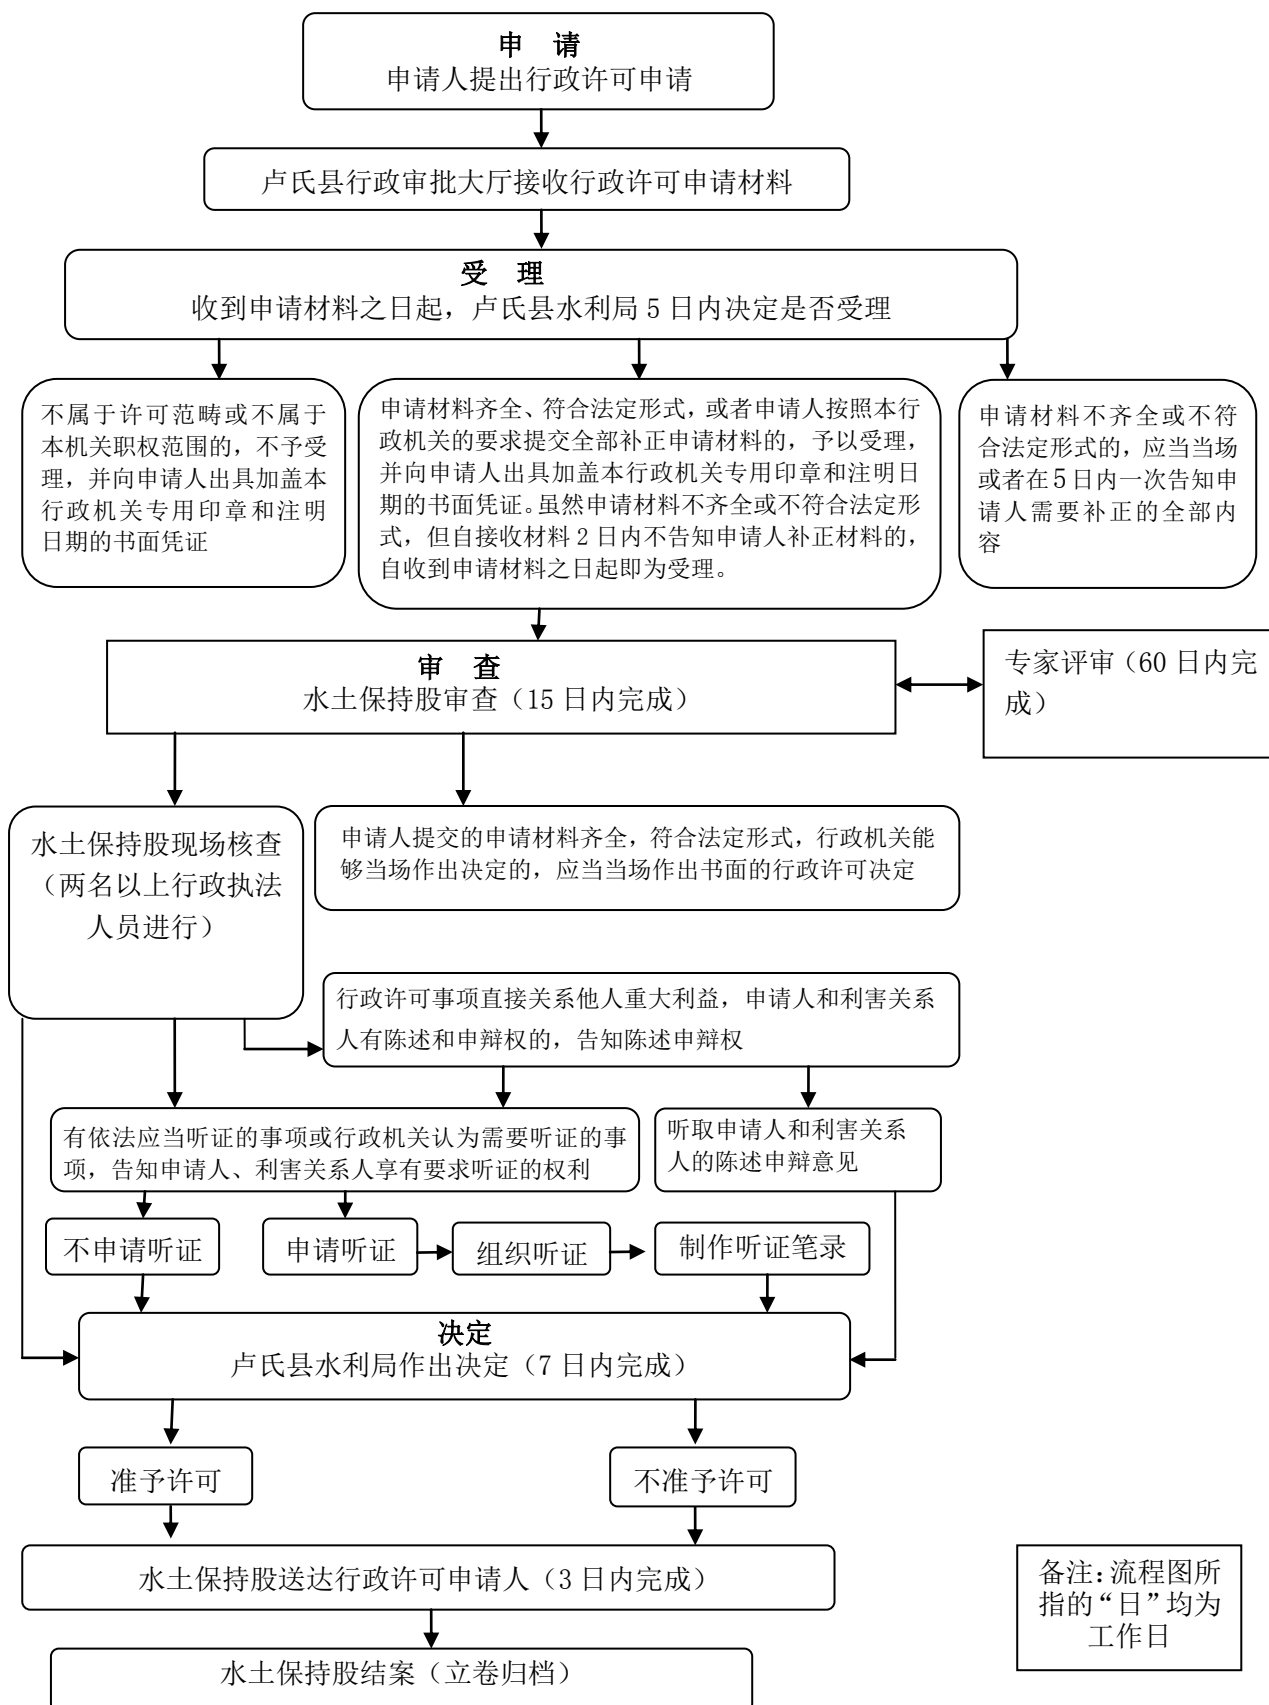 申 请
申请人提出行政许可申请
卢氏县行政审批大厅接收行政许可申请材料
受 理
收到申请材料之日起，卢氏县水利局 5 日内决定是否受理
不属于许可范畴或不属于
本机关职权范围的，不予受
理，并向申请人出具加盖本
行政机关专用印章和注明
日期的书面凭证
申请材料齐全、符合法定形式，或者申请人按照本行
政机关的要求提交全部补正申请材料的，予以受理，
并向申请人出具加盖本行政机关专用印章和注明日
期的书面凭证。虽然申请材料不齐全或不符合法定形
式，但自接收材料 2 日内不告知申请人补正材料的，
自收到申请材料之日起即为受理。
申请材料不齐全或不符
合法定形式的，应当当场
或者在 5 日内一次告知申
请人需要补正的全部内
容
审 查
水土保持股审查（15 日内完成）
专家评审（60 日内完
成）
水土保持股现场核查
（两名以上行政执法
人员进行）
申请人提交的申请材料齐全，符合法定形式，行政机关能
够当场作出决定的，应当当场作出书面的行政许可决定
行政许可事项直接关系他人重大利益，申请人和利害关系
人有陈述和申辩权的，告知陈述申辩权
有依法应当听证的事项或行政机关认为需要听证的事
项，告知申请人、利害关系人享有要求听证的权利
听取申请人和利害关系
人的陈述申辩意见
不申请听证
申请听证
组织听证
制作听证笔录
决定
卢氏县水利局作出决定（7 日内完成）
准予许可
不准予许可
水土保持股送达行政许可申请人（3 日内完成）
备注：流程图所
指的“日”均为
工作日
水土保持股结案（立卷归档）